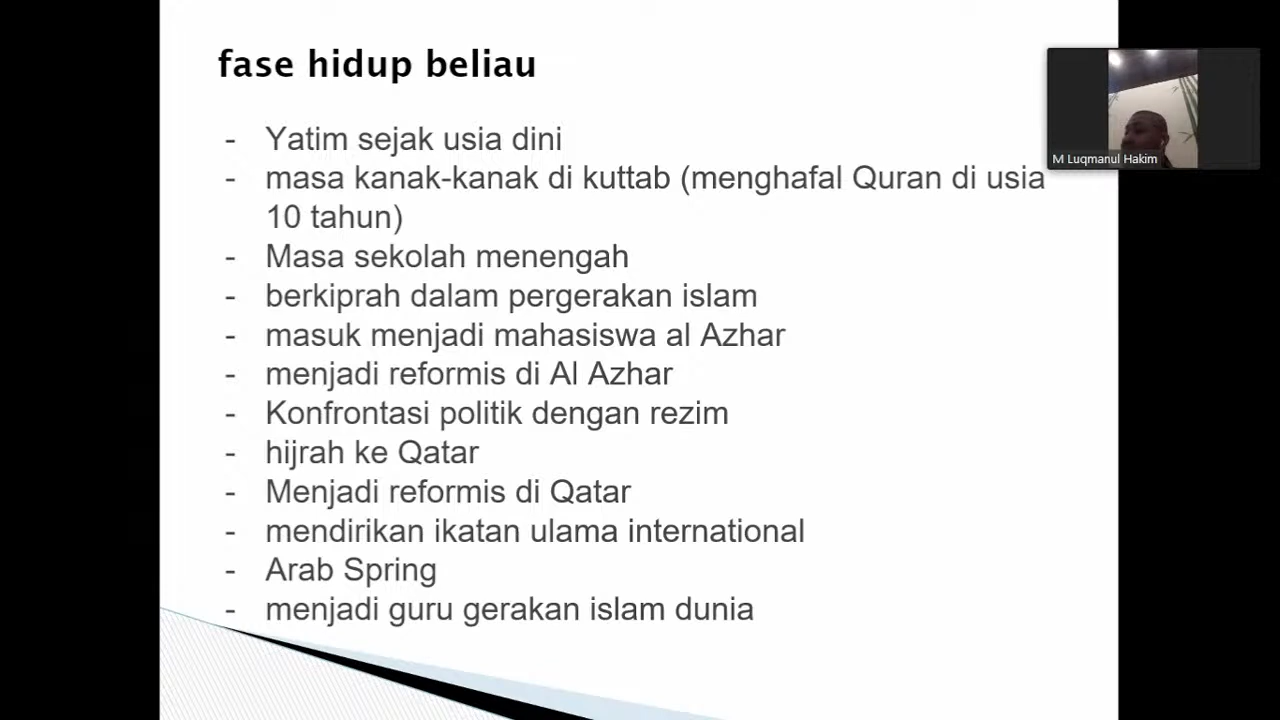 fase hidup beliau
- Yatim sejak usia dini
- masa kanak-kanak di kuttab (menghafal Quran di usia
10 tahun)
- Masa sekolah menengah
- berkiprah dalam pergerakan islam
- masuk menjadi mahasiswa al Azhar
- menjadi reformis di Al Azhar
- Konfrontasi politik dengan rezim
- hijrah ke Qatar
- Menjadi reformis di Qatar
- mendirikan ikatan ulama international
- Arab Spring
- menjadi guru gerakan islam dunia
M Luqmanul Hakim